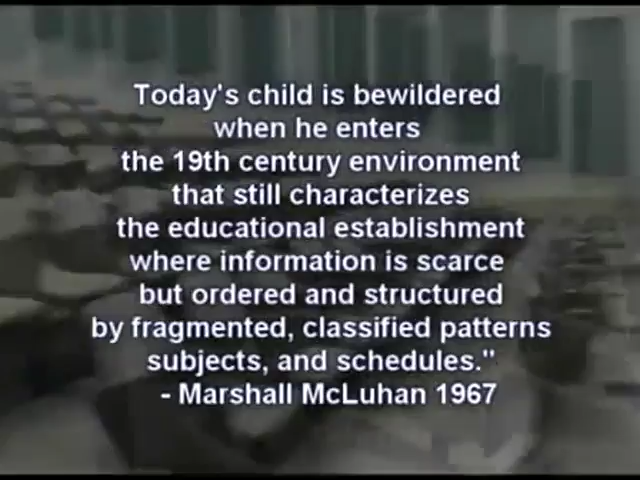 Today's child is bewildered
when he enters
the 19th century environment
that still characterizes
the educational establishment
where information is scarce
but ordered and structured
by fragmented, classified patterns
subjects, and schedules."
- Marshall McLuhan 1967